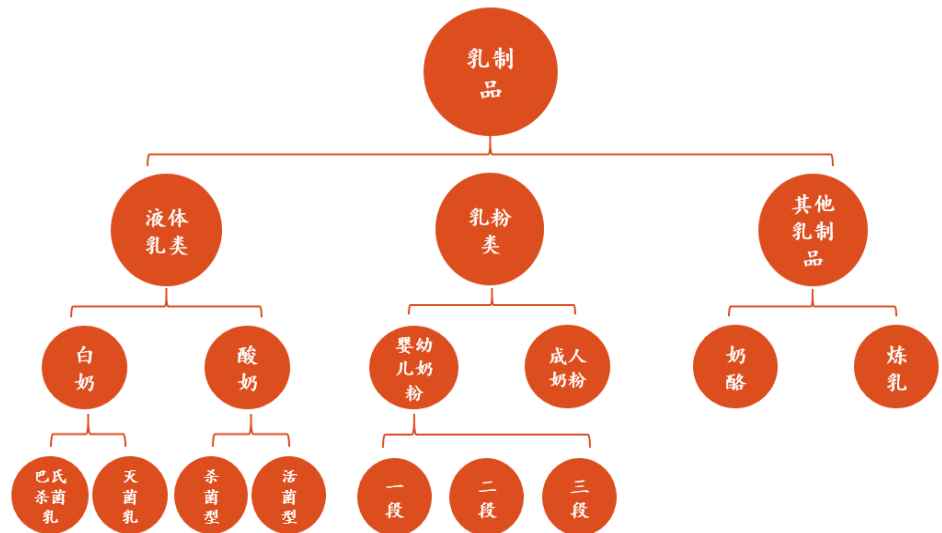 乳制
品
液体
乳类
乳粉
类
其他
乳制
品
白
奶
酸
奶
婴幼
儿奶
粉
成人
奶粉
奶
酪
炼
乳
巴氏
杀菌
乳
灭
菌
乳
杀
菌
型
活
菌
型
一
段
二
段
三
段